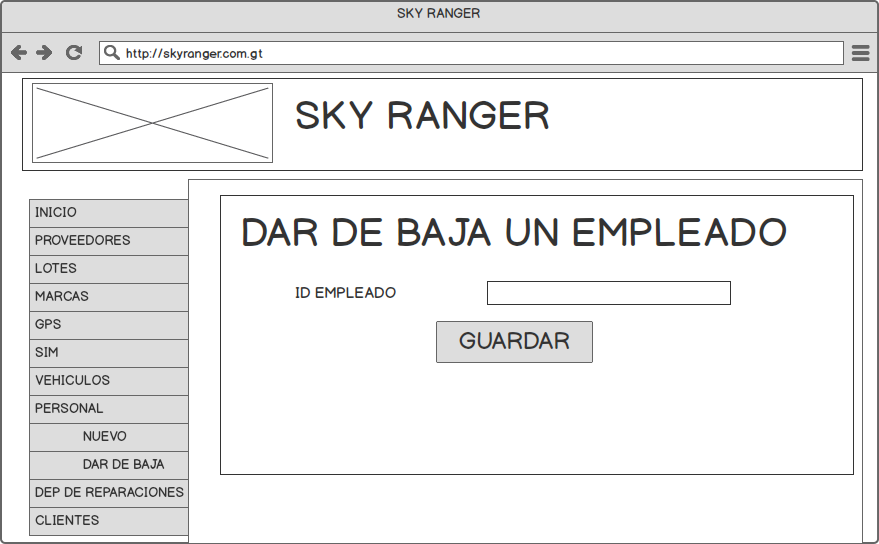 SKY RANGER
http://skyranger.com.gt
SKY RANGER
INICIO
PROVEEDORES
LOTES
MARCAS
GPS
SIM
VEHICULOS
PERSONAL
NUEVO
DAR DE BAJA
DEP DE REPARACIONES
CLIENTES
DAR DE BAJA UN EMPLEADO
ID EMPLEADO
GUARDAR